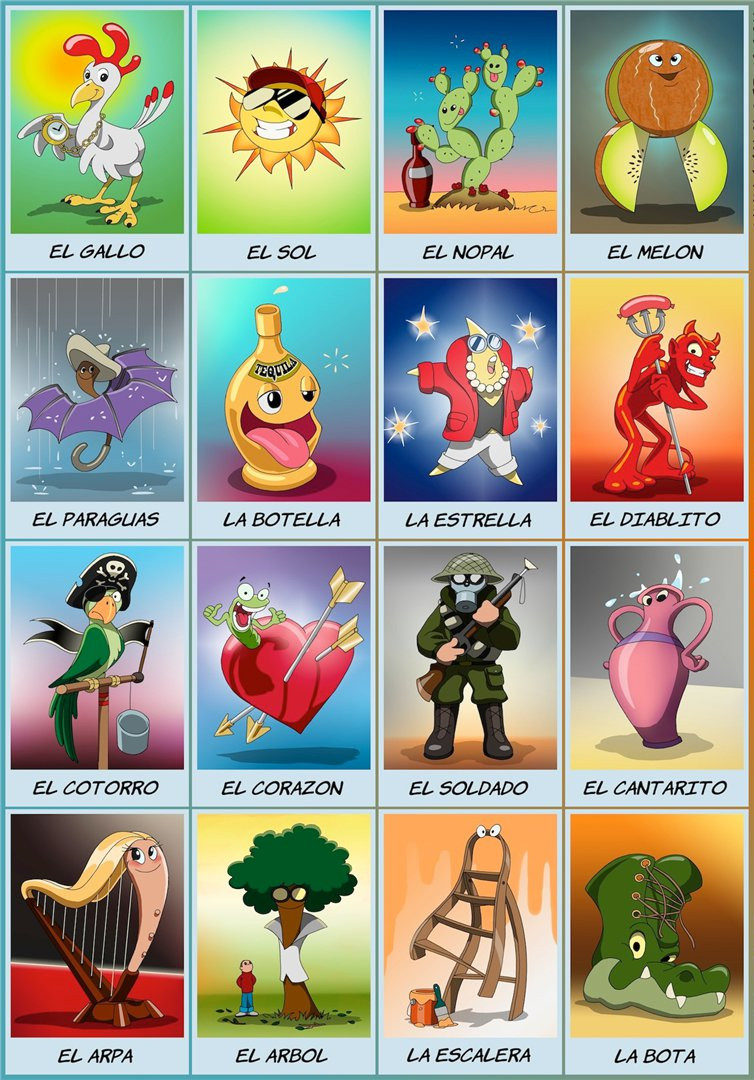 EL GALLO
EL SOL
EL NOPAL
EL MELON
EL PARAGUAS
TEQUILA
LA BOTELLA
LA ESTRELLA
EL DIABLITO
EL COTORRO
EL CORAZON
EL SOLDADO
EL CANTARITO
EL ARPA
EL ARBOL
LA ESCALERA
LA BOTA